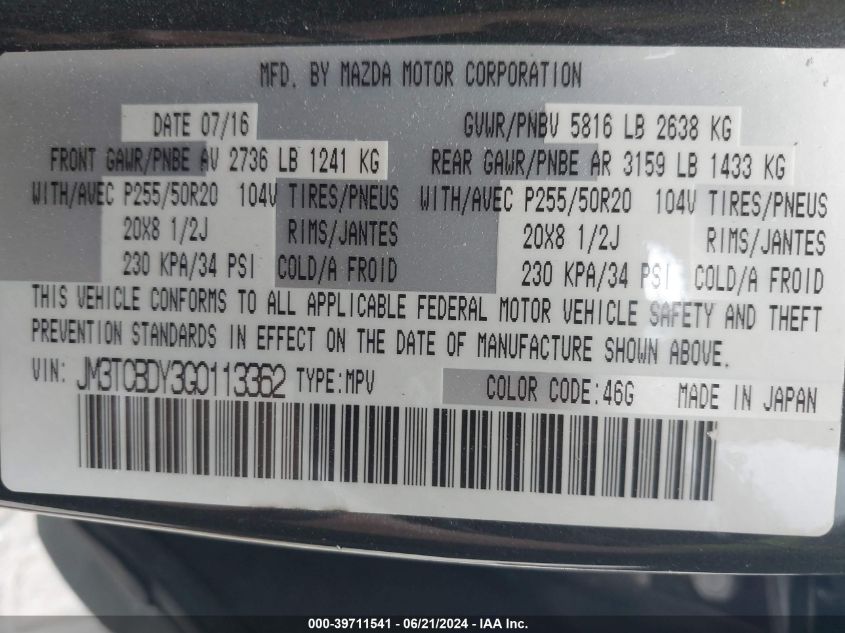 MFD. BY MAZDA MOTOR CORPORATION
DATE 07/16 GVWR/PNBV 5816 LB 2638 KG
FRONT GAWR/PNBE AV 2736 LB 1241 KG REAR GAWR/PNBE AR 3159 LB 1433 KG
WITH/AVEC P255/50R20 104V TIRES/PNEUS WITH/AVEC P255/50R20 104V TIRES/PNEUS
20X8 1/2J RIMS/JANTES 20X8 1/2J RIMS/JANTES
230 KPA/34 PSI COLD/A FROID 230 KPA/34 PSI COLD/A FROID
THIS VEHICLE CONFORMS TO ALL APPLICABLE FEDERAL MOTOR VEHICLE SAFETY AND THEFT
PREVENTION STANDARDS IN EFFECT ON THE DATE OF MANUFACTURE SHOWN ABOVE.
VIN: JM3TCBDY3G0113362 TYPE:MPV COLOR CODE:46G MADE IN JAPAN
000-39711541 - 06/21/2024 - IAA Inc.